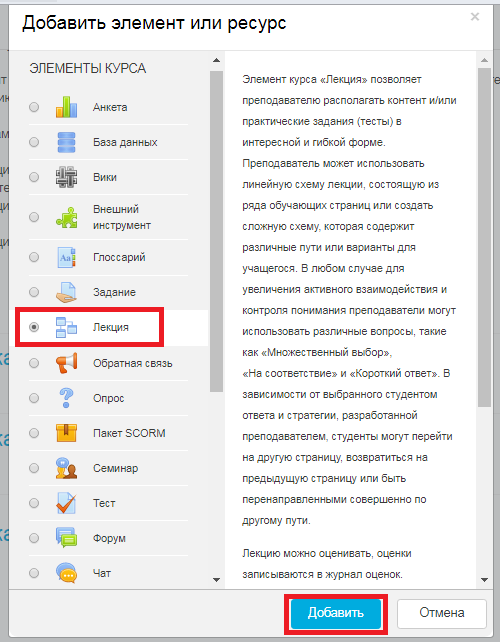 Добавить элемент или ресурс
ЭЛЕМЕНТЫ КУРСА
Анкета
База данных
Вики
Внешний
инструмент
Глоссарий
Задание
Лекция
Обратная связь
Опрос
Пакет SCORM
Семинар
Тест
Форум
Чат
Элемент курса «Лекция» позволяет
преподавателю располагать контент и/или
практические задания (тесты) в
интересной и гибкой форме.
Преподаватель может использовать
линейную схему лекции, состоящую из
ряда обучающих страниц или создать
сложную схему, которая содержит
различные пути или варианты для
учащегося. В любом случае для
увеличения активного взаимодействия и
контроля понимания преподаватели могут
использовать различные вопросы, такие
как «Множественный выбор»,
«На соответствие» и «Короткий ответ». В
зависимости от выбранного студентом
ответа и стратегии, разработанной
преподавателем, студенты могут перейти
на другую страницу, возвратиться на
предыдущую страницу или быть
перенаправленными совершенно по
другому пути.
Лекцию можно оценивать, оценки
записываются в журнал оценок.
Добавить
Отмена